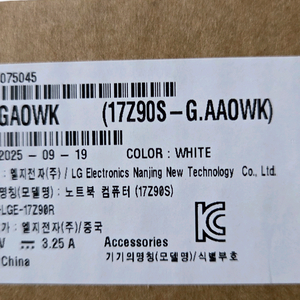 075045
GAOWK (17Z90S-G.AAOWK)
2025 - 09 - 19 COLOR : WHITE
: 엘지전자(주) / LG Electronics Nanjing New Technology Co., Ltd.
명칭(모델명) : 노트북 컴퓨터 (17Z90S)
-LGE-17Z90R
가 : 엘지전자(주)/중국
V ⎓ 3.25 A Accessories
China 기기의명칭(모델명)/식별부호